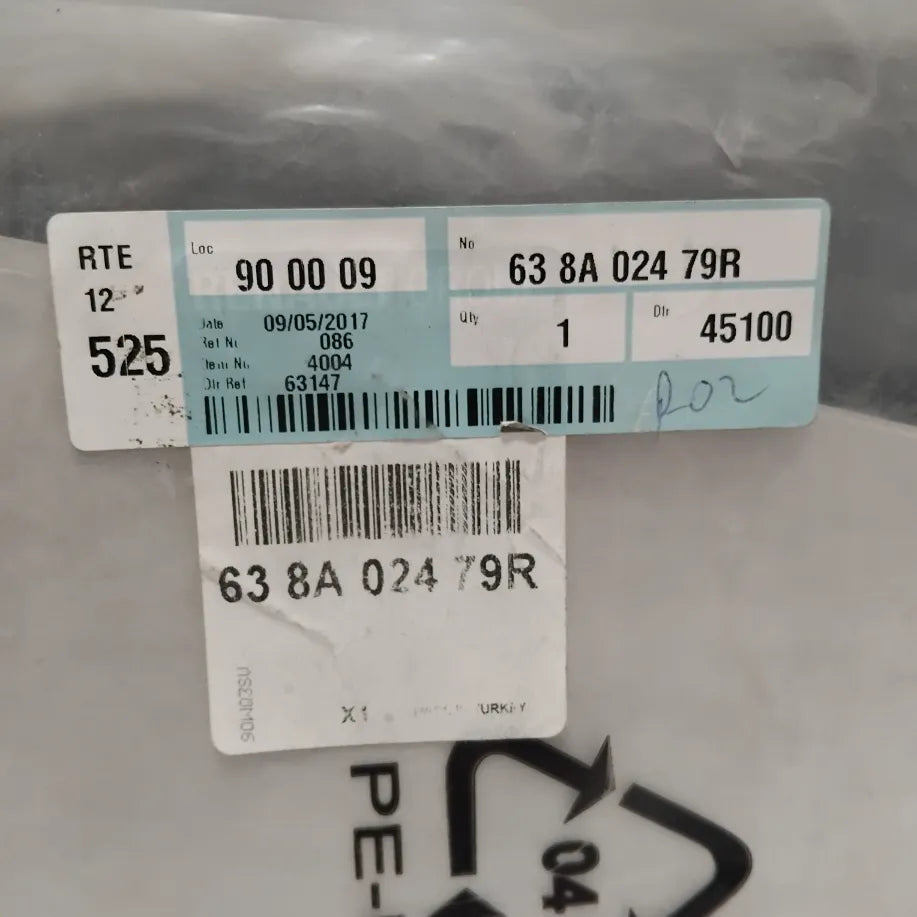 RTE
12
525
Loc
90 00 09
No
63 8A 024 79R
Date 09/05/2017
Ref No 086
Item No. 4004
Dlr Ref 63147
Qty
1
Dlr
45100
63 8A 024 79R
X1
TURKEY
PE-
04